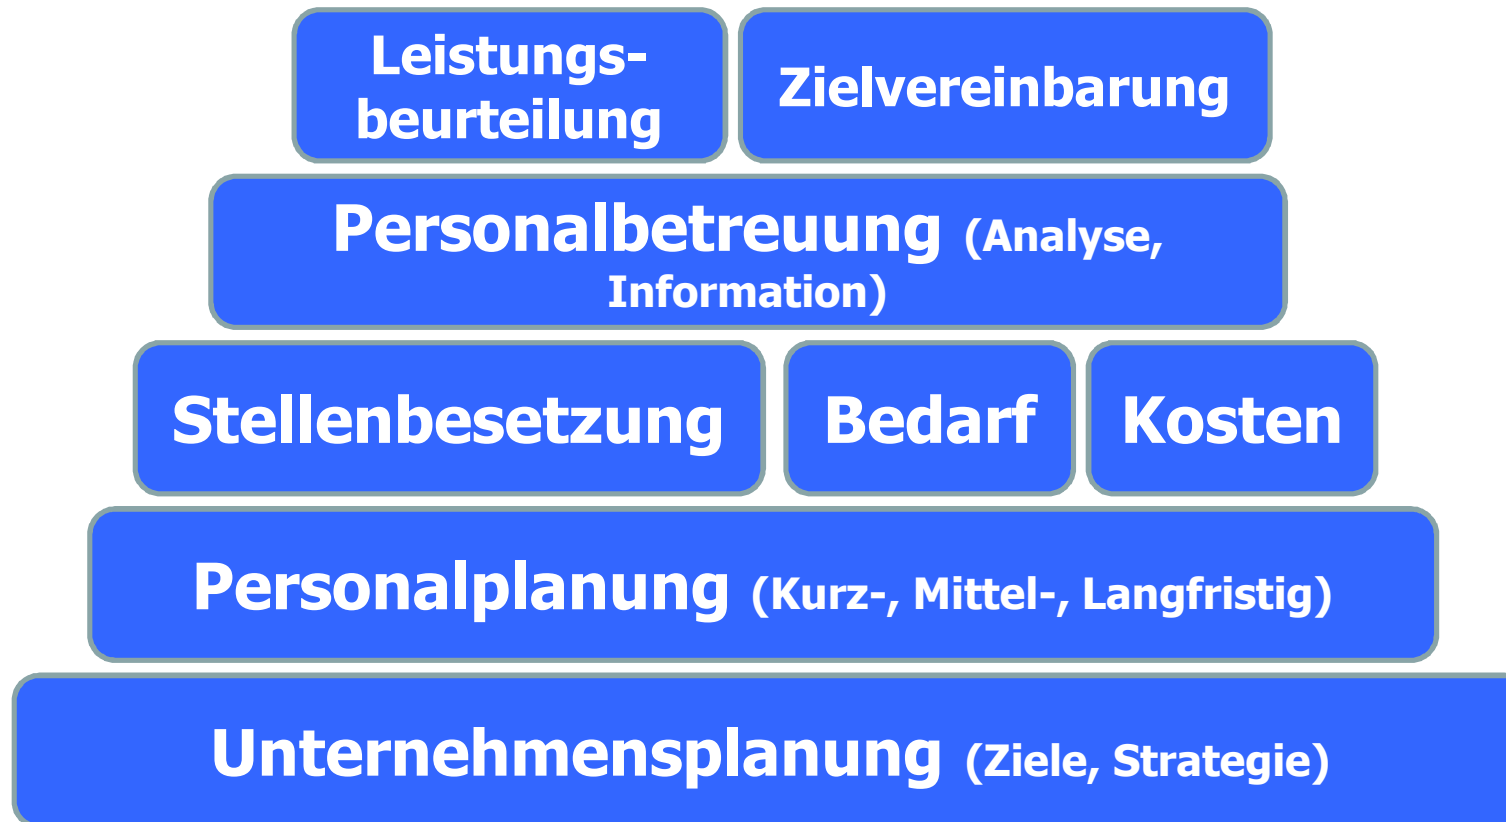 Leistungs-
beurteilung
Zielvereinbarung
Personalbetreuung (Analyse,
Information)
Stellenbesetzung
Bedarf
Kosten
Personalplanung (Kurz-, Mittel-, Langfristig)
Unternehmensplanung (Ziele, Strategie)